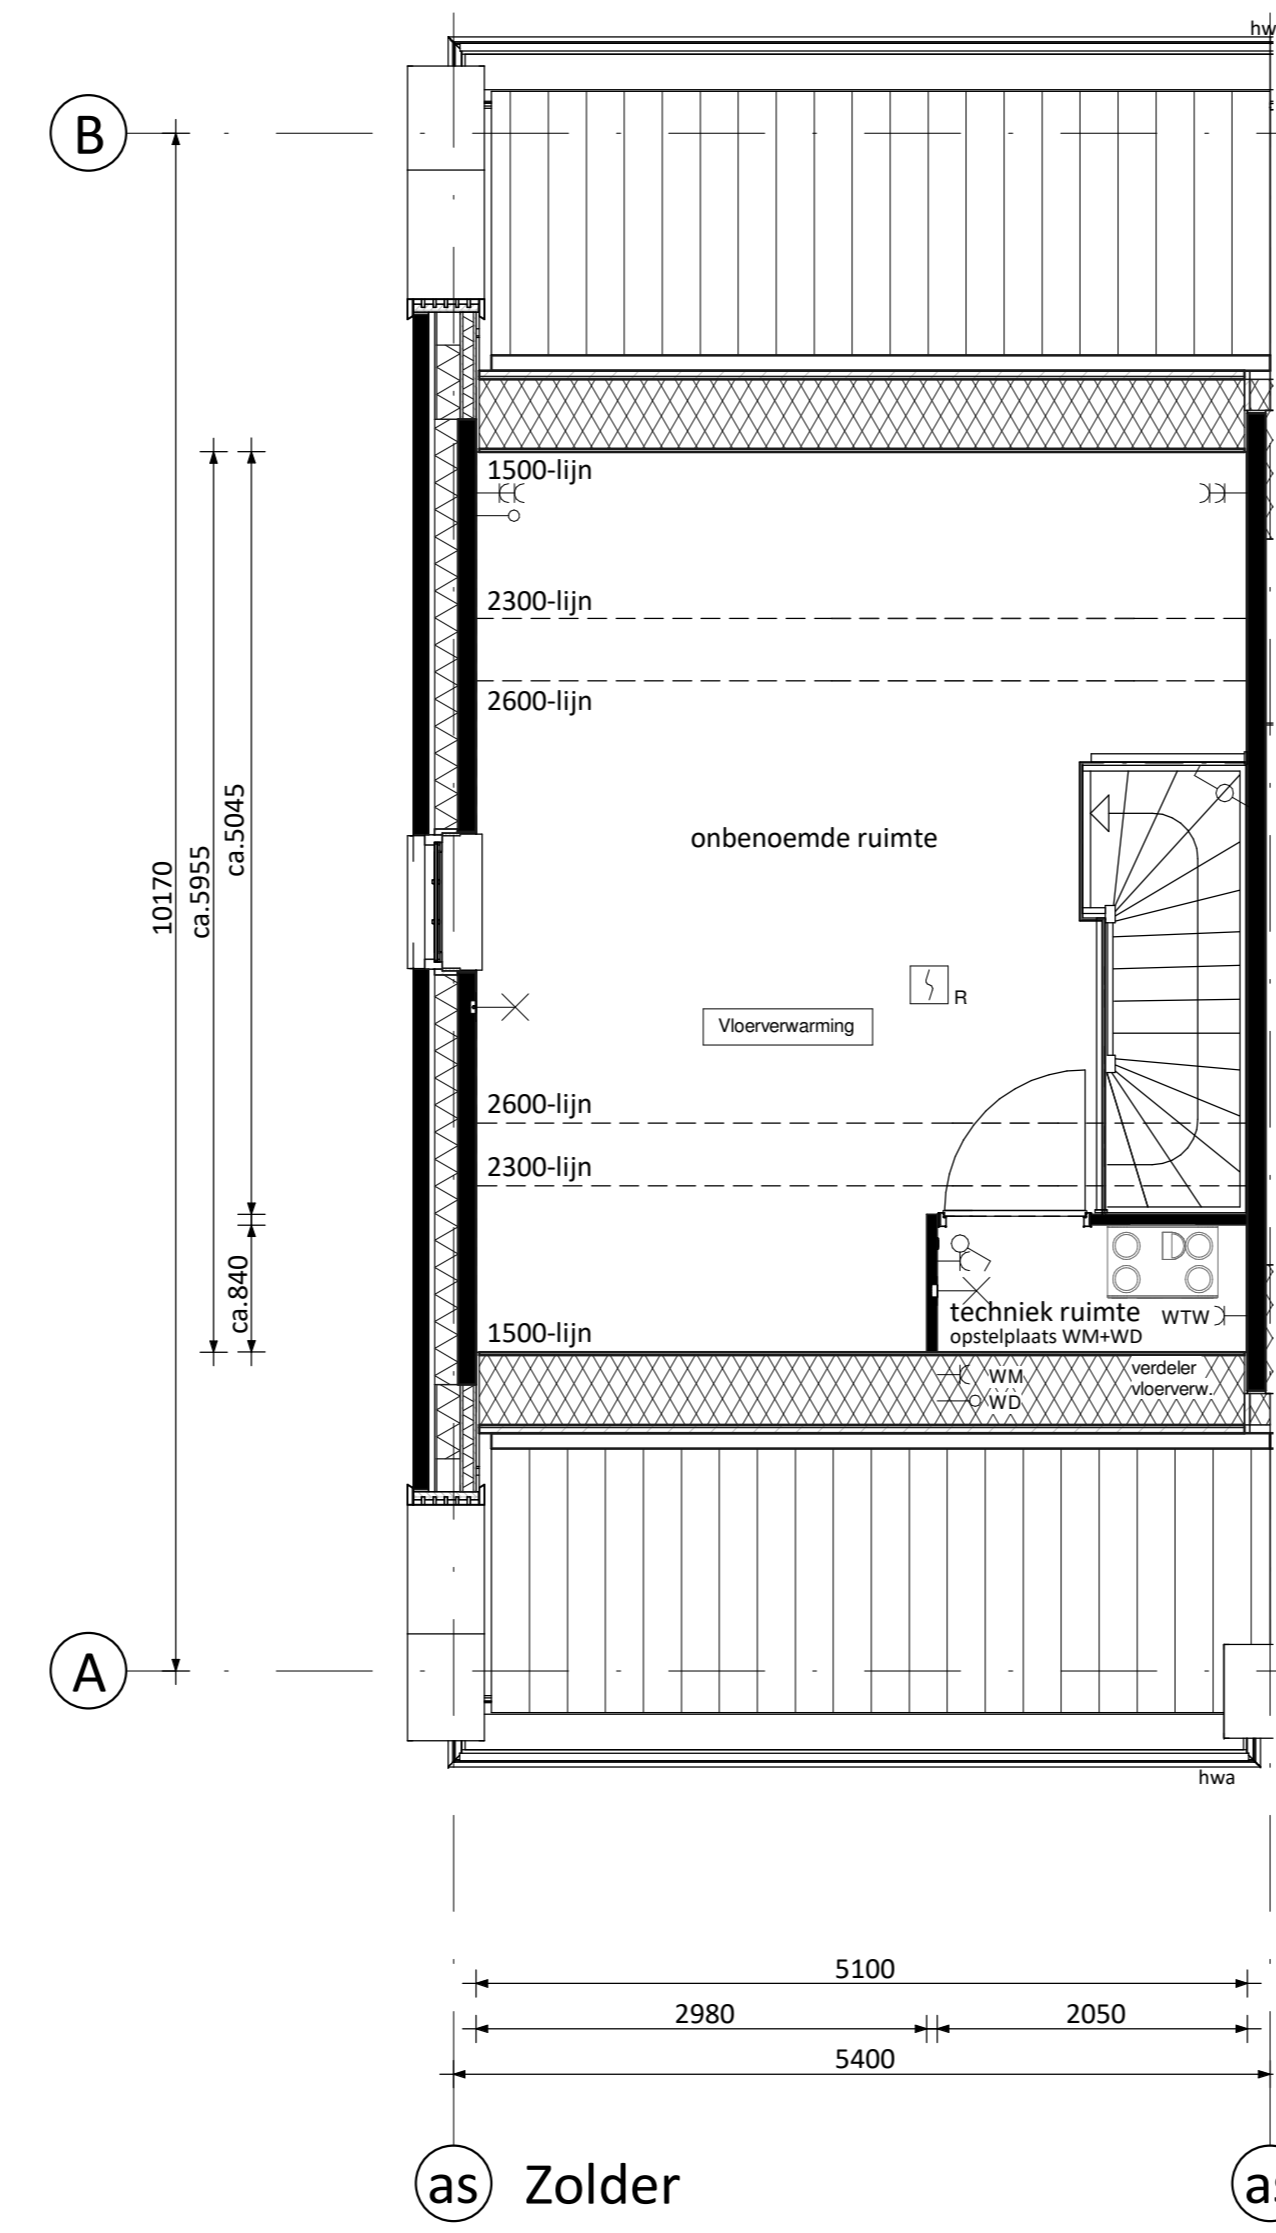 hw
B
1500-lijn
2300-lijn
2600-lijn
ca.5045
ca.5955
10170
onbenoemde ruimte
R
Vloerverwarming
2600-lijn
2300-lijn
ca.840
techniek ruimte
opstelplaats WM+WD
WTW
1500-lijn
WM
WD
verdeler
vloerverw.
A
hwa
5100
2980
2050
5400
as
Zolder
as